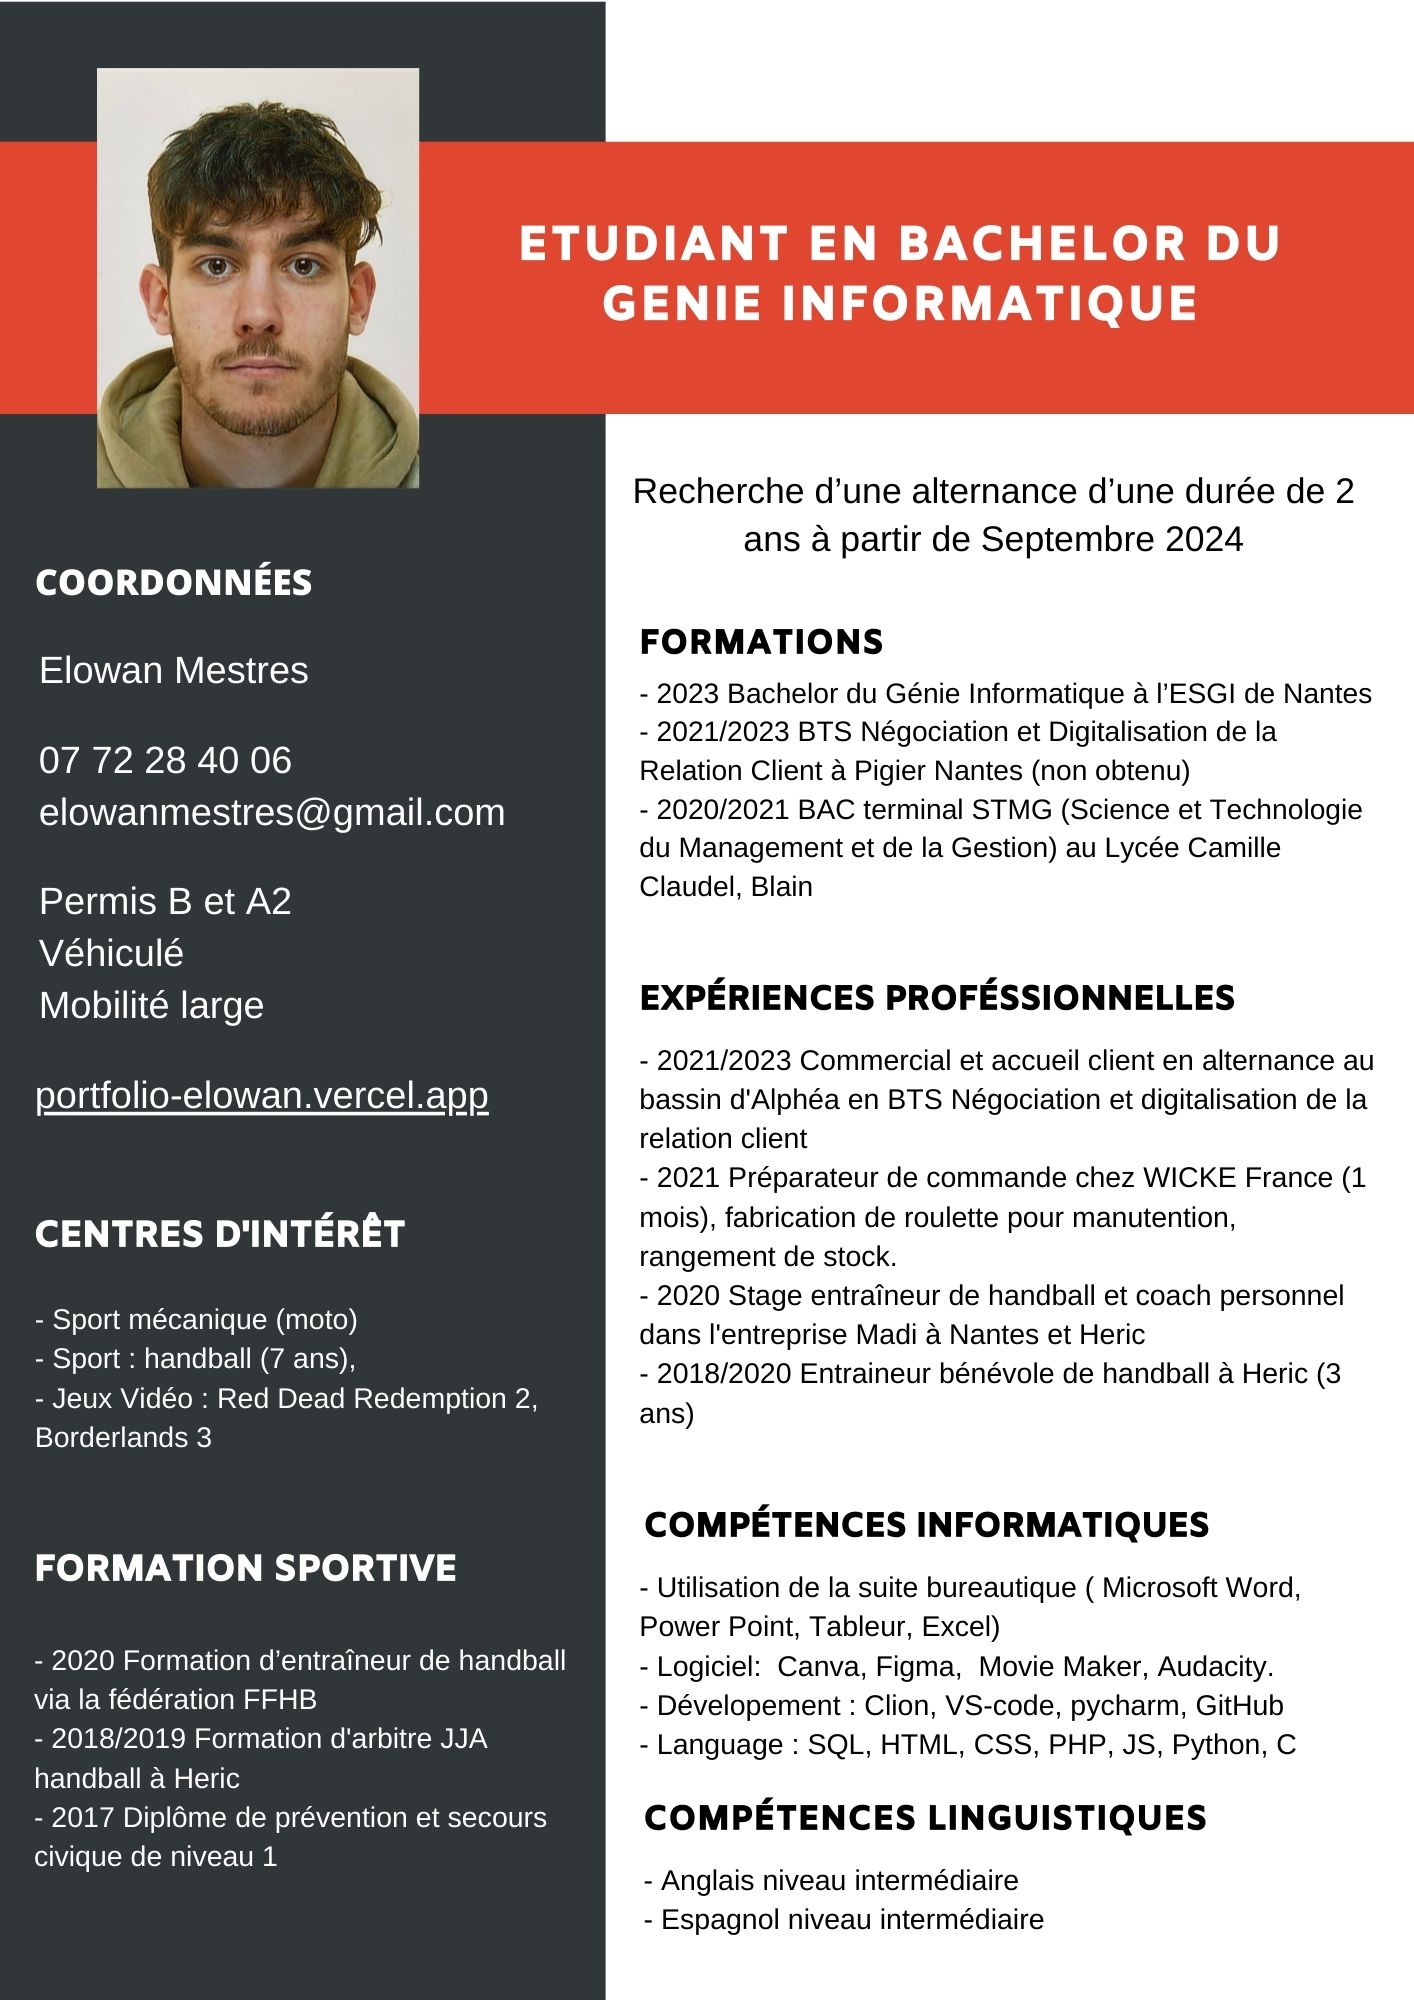 ETUDIANT EN BACHELOR DU
GENIE INFORMATIQUE
COORDONNÉES
Elowan Mestres
07 72 28 40 06
elowanmestres@gmail.com
Permis B et A2
Véhiculé
Mobilité large
portfolio-elowan.vercel.app
CENTRES D'INTÉRÊT
- Sport mécanique (moto)
- Sport : handball (7 ans),
- Jeux Vidéo : Red Dead Redemption 2,
Borderlands 3
FORMATION SPORTIVE
- 2020 Formation d’entraîneur de handball
via la fédération FFHB
- 2018/2019 Formation d'arbitre JJA
handball à Heric
- 2017 Diplôme de prévention et secours
civique de niveau 1
Recherche d’une alternance d’une durée de 2
ans à partir de Septembre 2024
FORMATIONS
- 2023 Bachelor du Génie Informatique à l’ESGI de Nantes
- 2021/2023 BTS Négociation et Digitalisation de la
Relation Client à Pigier Nantes (non obtenu)
- 2020/2021 BAC terminal STMG (Science et Technologie
du Management et de la Gestion) au Lycée Camille
Claudel, Blain
EXPÉRIENCES PROFÉSSIONNELLES
- 2021/2023 Commercial et accueil client en alternance au
bassin d'Alphéa en BTS Négociation et digitalisation de la
relation client
- 2021 Préparateur de commande chez WICKE France (1
mois), fabrication de roulette pour manutention,
rangement de stock.
- 2020 Stage entraîneur de handball et coach personnel
dans l'entreprise Madi à Nantes et Heric
- 2018/2020 Entraineur bénévole de handball à Heric (3
ans)
COMPÉTENCES INFORMATIQUES
- Utilisation de la suite bureautique ( Microsoft Word,
Power Point, Tableur, Excel)
- Logiciel:  Canva, Figma,  Movie Maker, Audacity.
- Dévelopement : Clion, VS-code, pycharm, GitHub
- Language : SQL, HTML, CSS, PHP, JS, Python, C
COMPÉTENCES LINGUISTIQUES
- Anglais niveau intermédiaire
- Espagnol niveau intermédiaire